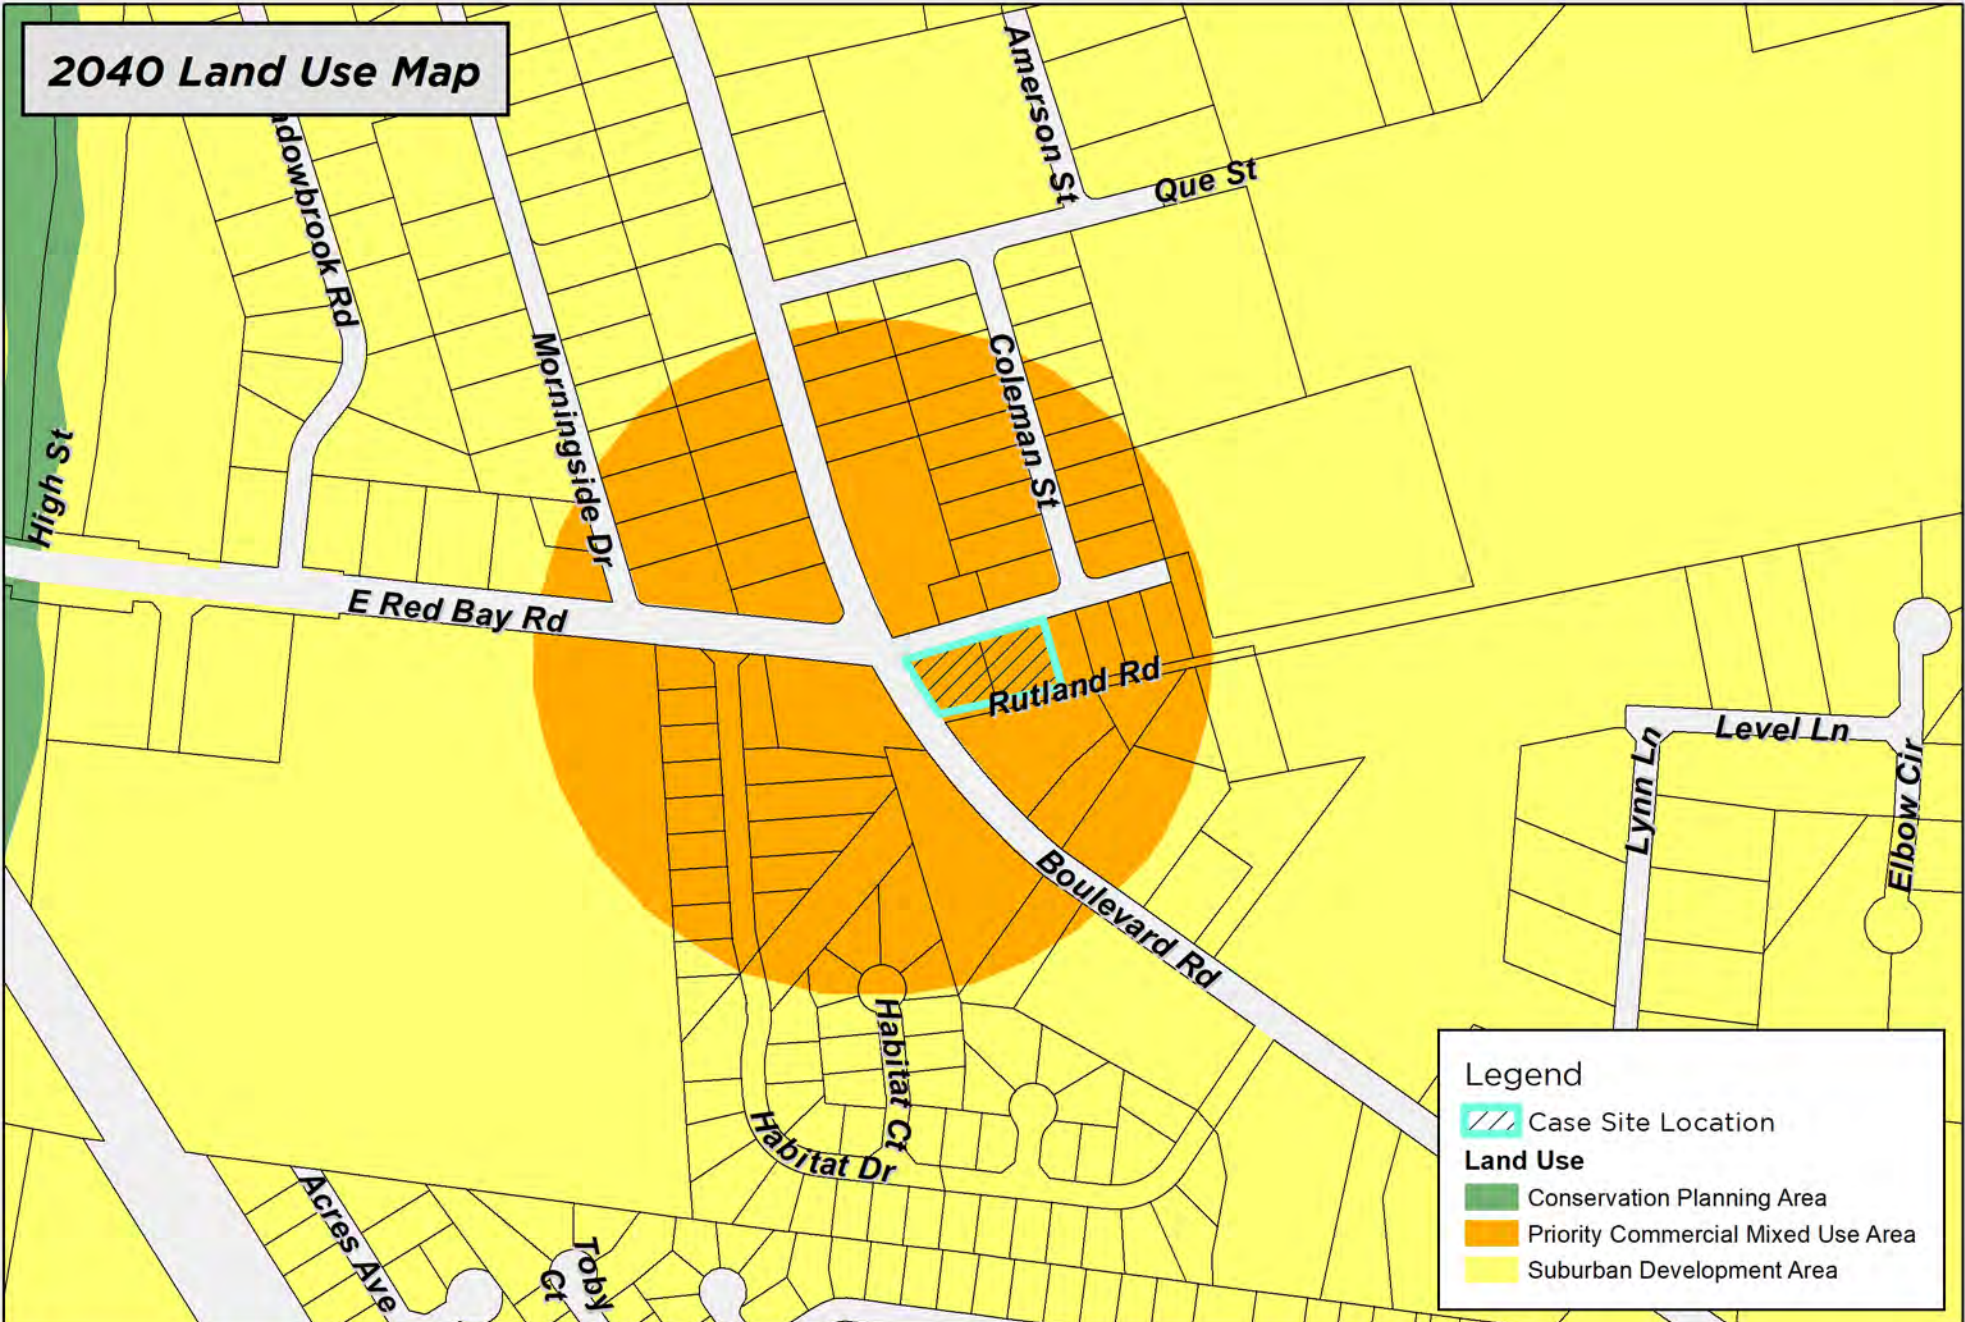 2040 Land Use Map
Amerson St
Que St
adowbrook Rd
Morningside Dr
Coleman St
High St
E Red Bay Rd
Rutland Rd
Level Ln
Lynn Ln
Elbow Cir
Boulevard Rd
Habitat Ct
Habitat Dr
Acres Ave
Toby
Ct
Legend
Case Site Location
Land Use
Conservation Planning Area
Priority Commercial Mixed Use Area
Suburban Development Area